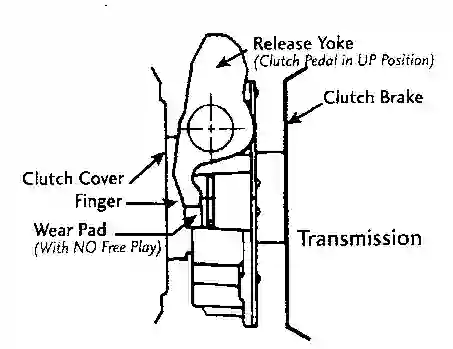 Release Yoke
(Clutch Pedal in UP Position)
Clutch Brake
Clutch Cover
Finger
Wear Pad
(With NO Free Play)
Transmission